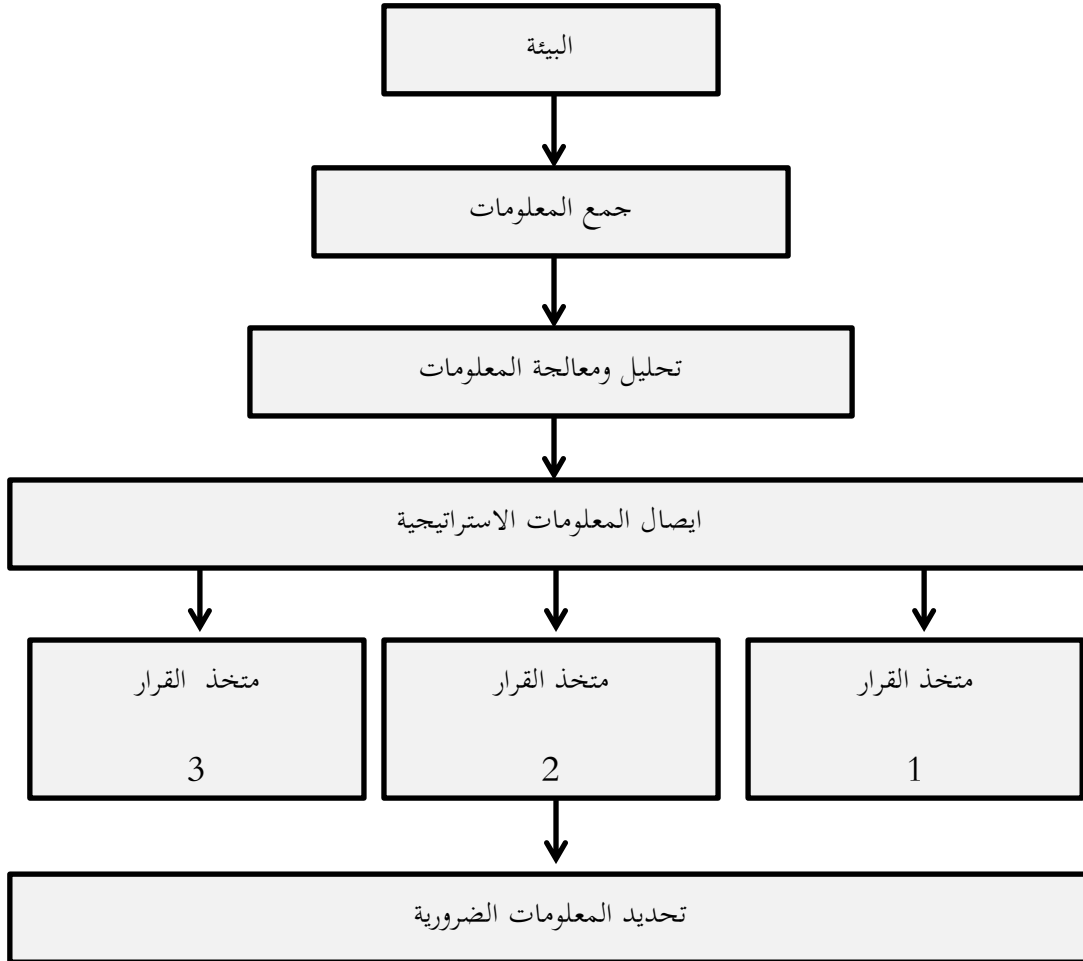 البيئة
جمع المعلومات
تحليل ومعالجة المعلومات
ايصال المعلومات الاستراتيجية
متخذ القرار
1
متخذ القرار
2
متخذ القرار
3
تحديد المعلومات الضرورية